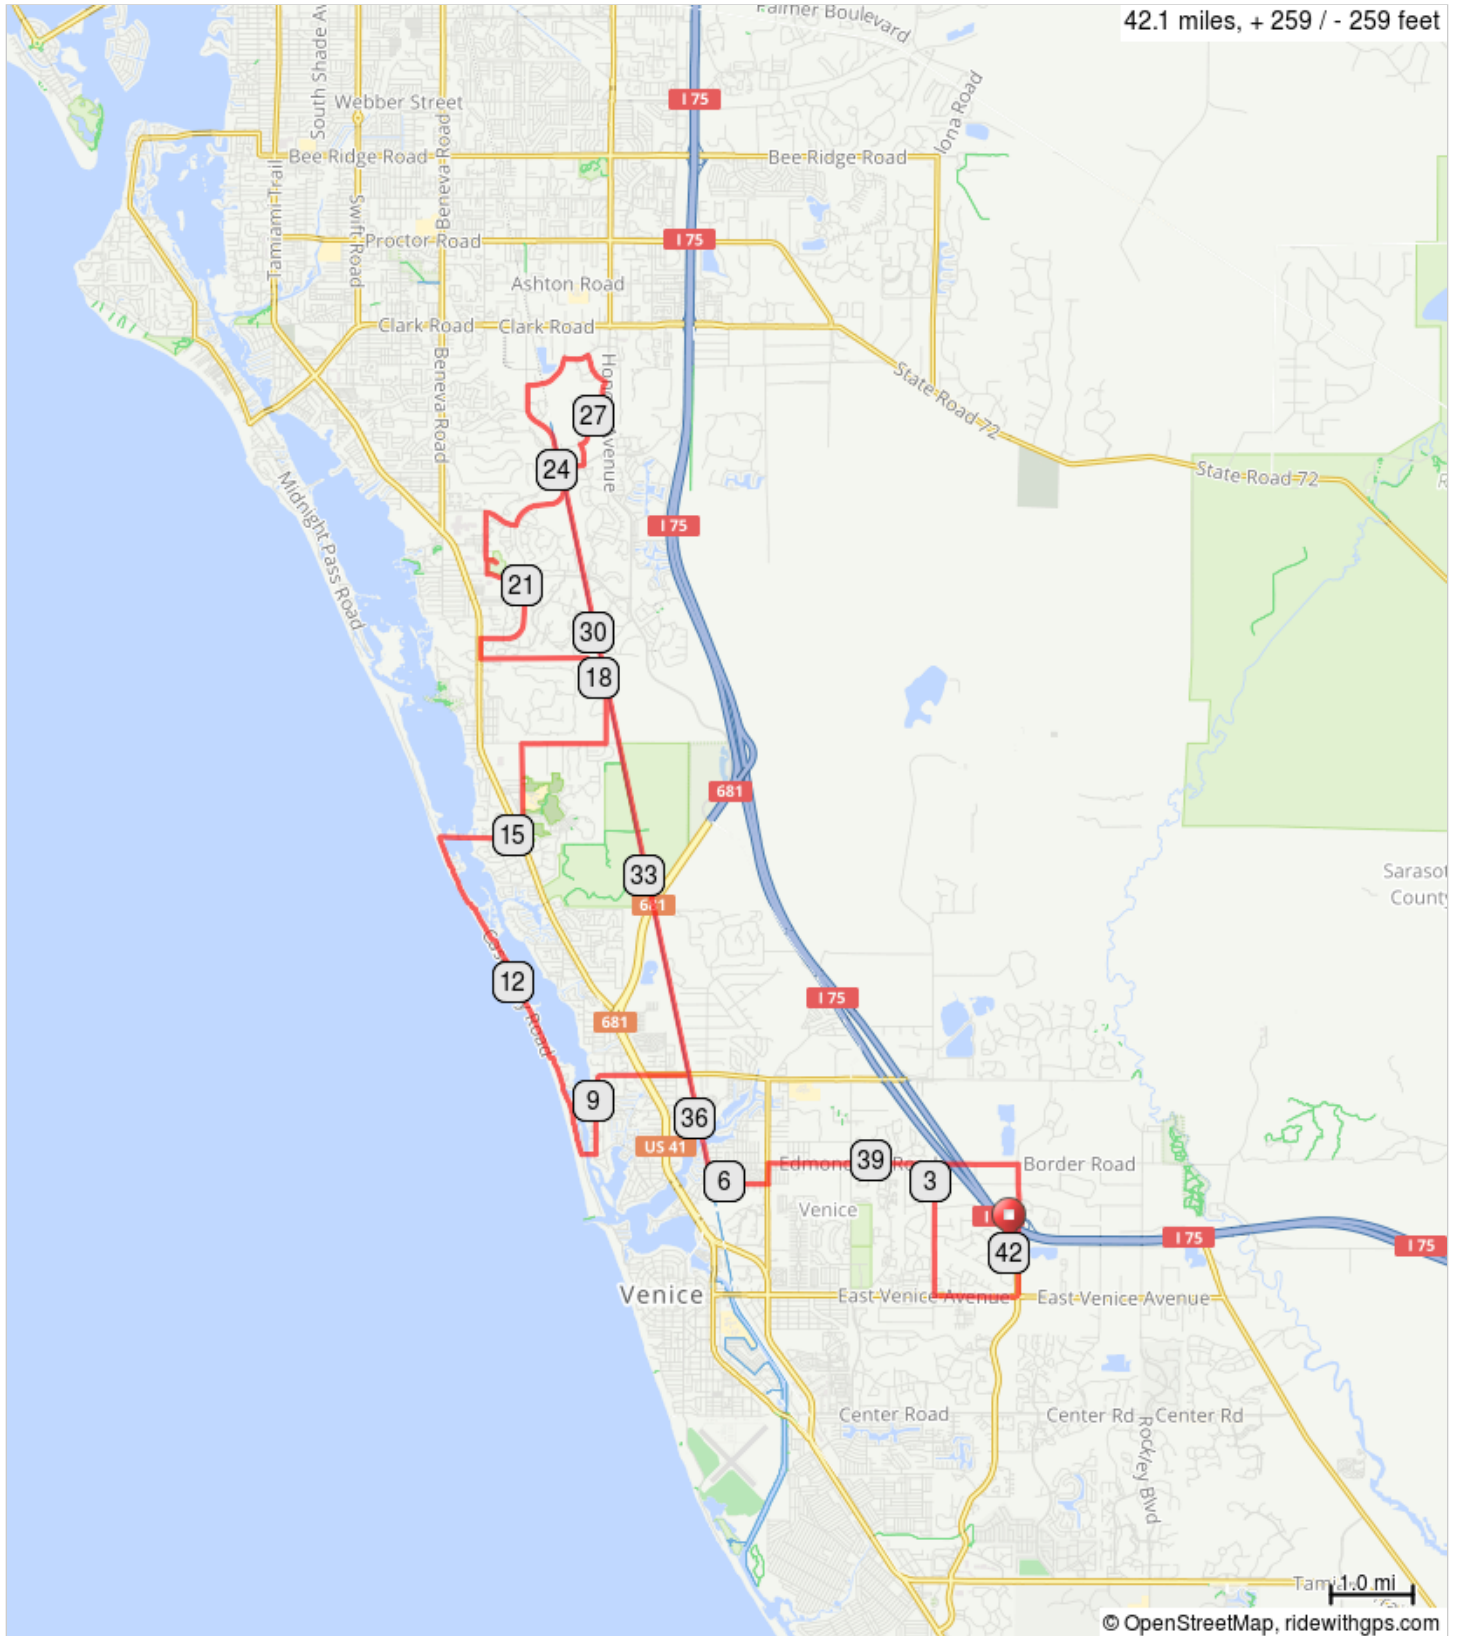 42.1 miles, + 259 / - 259 feet
Palmer Boulevard
South Shade Av
Webber Street
I 75
Iona Road
Bee Ridge Road
Bee Ridge Road
Beneva Road
Tamiami Trail
Swift Road
Proctor Road
I 75
Ashton Road
Clark Road
Clark Road
Beneva Road
Avenue
State Road 72
27
24
State Road 72
Midnight Pass Road
I 75
21
30
18
681
15
33
681
Sarasot
County
12
Road
I 75
681
9
36
US 41
39
3
Border Road
6
Venice
I 75
I 75
42
Venice
East Venice Avenue
East Venice Avenue
Center Road
Center Rd
Center Rd
Rockley Blvd
1.0 mi
© OpenStreetMap, ridewithgps.com